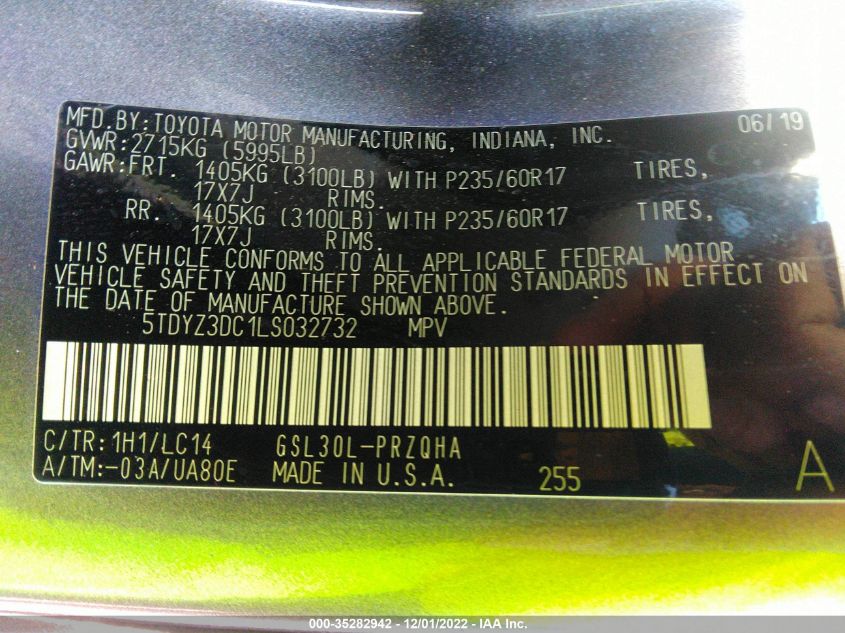 MFD. BY: TOYOTA MOTOR MANUFACTURING, INDIANA, INC. 06/19
GVWR: 2715KG (5995LB)
GAWR: FRT. 1405KG (3100LB) WITH P235/60R17 TIRES,
17X7J RIMS.
RR. 1405KG (3100LB) WITH P235/60R17 TIRES,
17X7J RIMS.
THIS VEHICLE CONFORMS TO ALL APPLICABLE FEDERAL MOTOR
VEHICLE SAFETY AND THEFT PREVENTION STANDARDS IN EFFECT ON
THE DATE OF MANUFACTURE SHOWN ABOVE.
5TDYZ3DC1LS032732 MPV
C/TR: 1H1/LC14 GSL30L-PRZQHA
A/TM: -03A/UA80E MADE IN U.S.A. 255 A
000-35282942 - 12/01/2022 - IAA Inc.